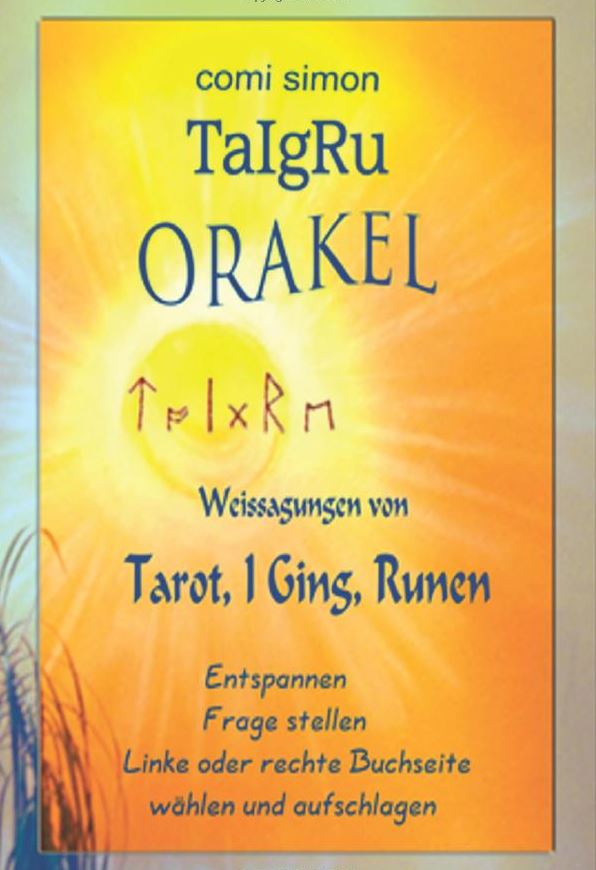 comi simon
TaIgRu
ORAKEL
ᛏᚨᛁᚷᚱᚢ
Weissagungen von
Tarot, I Ging, Runen
Entspannen
Frage stellen
Linke oder rechte Buchseite
wählen und aufschlagen